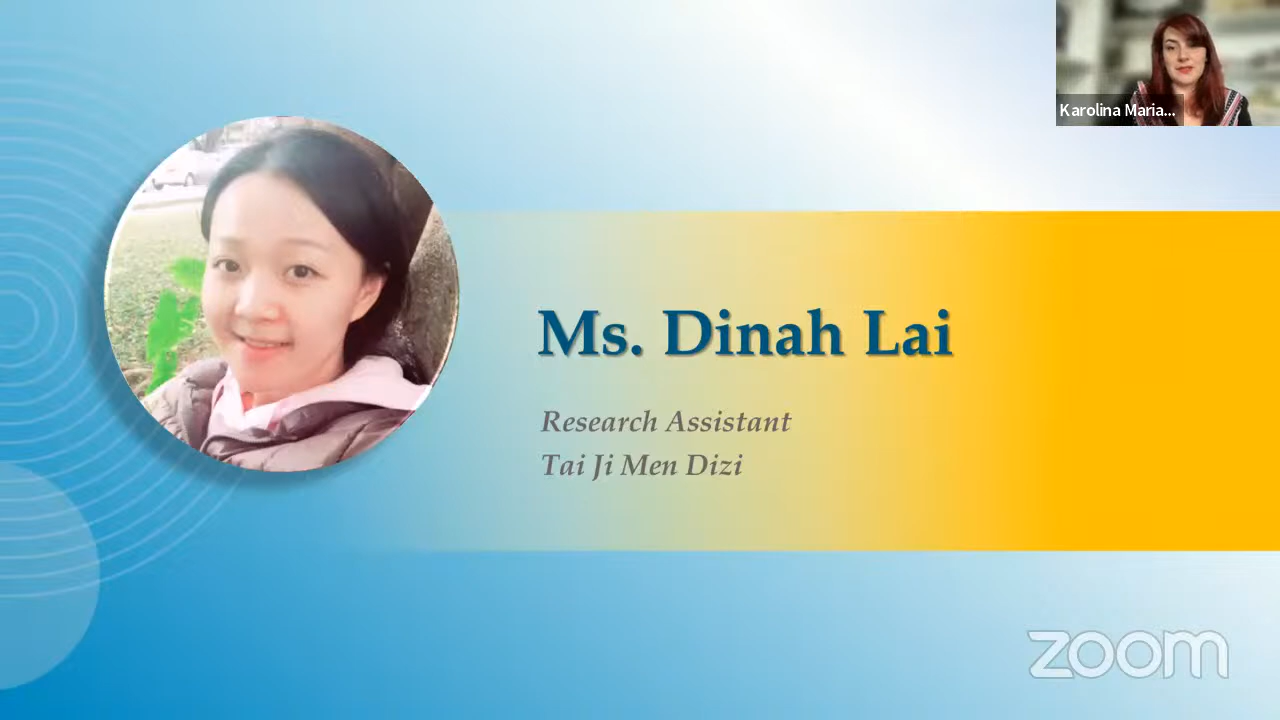 Karolina Maria...
Ms. Dinah Lai
Research Assistant
Tai Ji Men Dizi
zoom